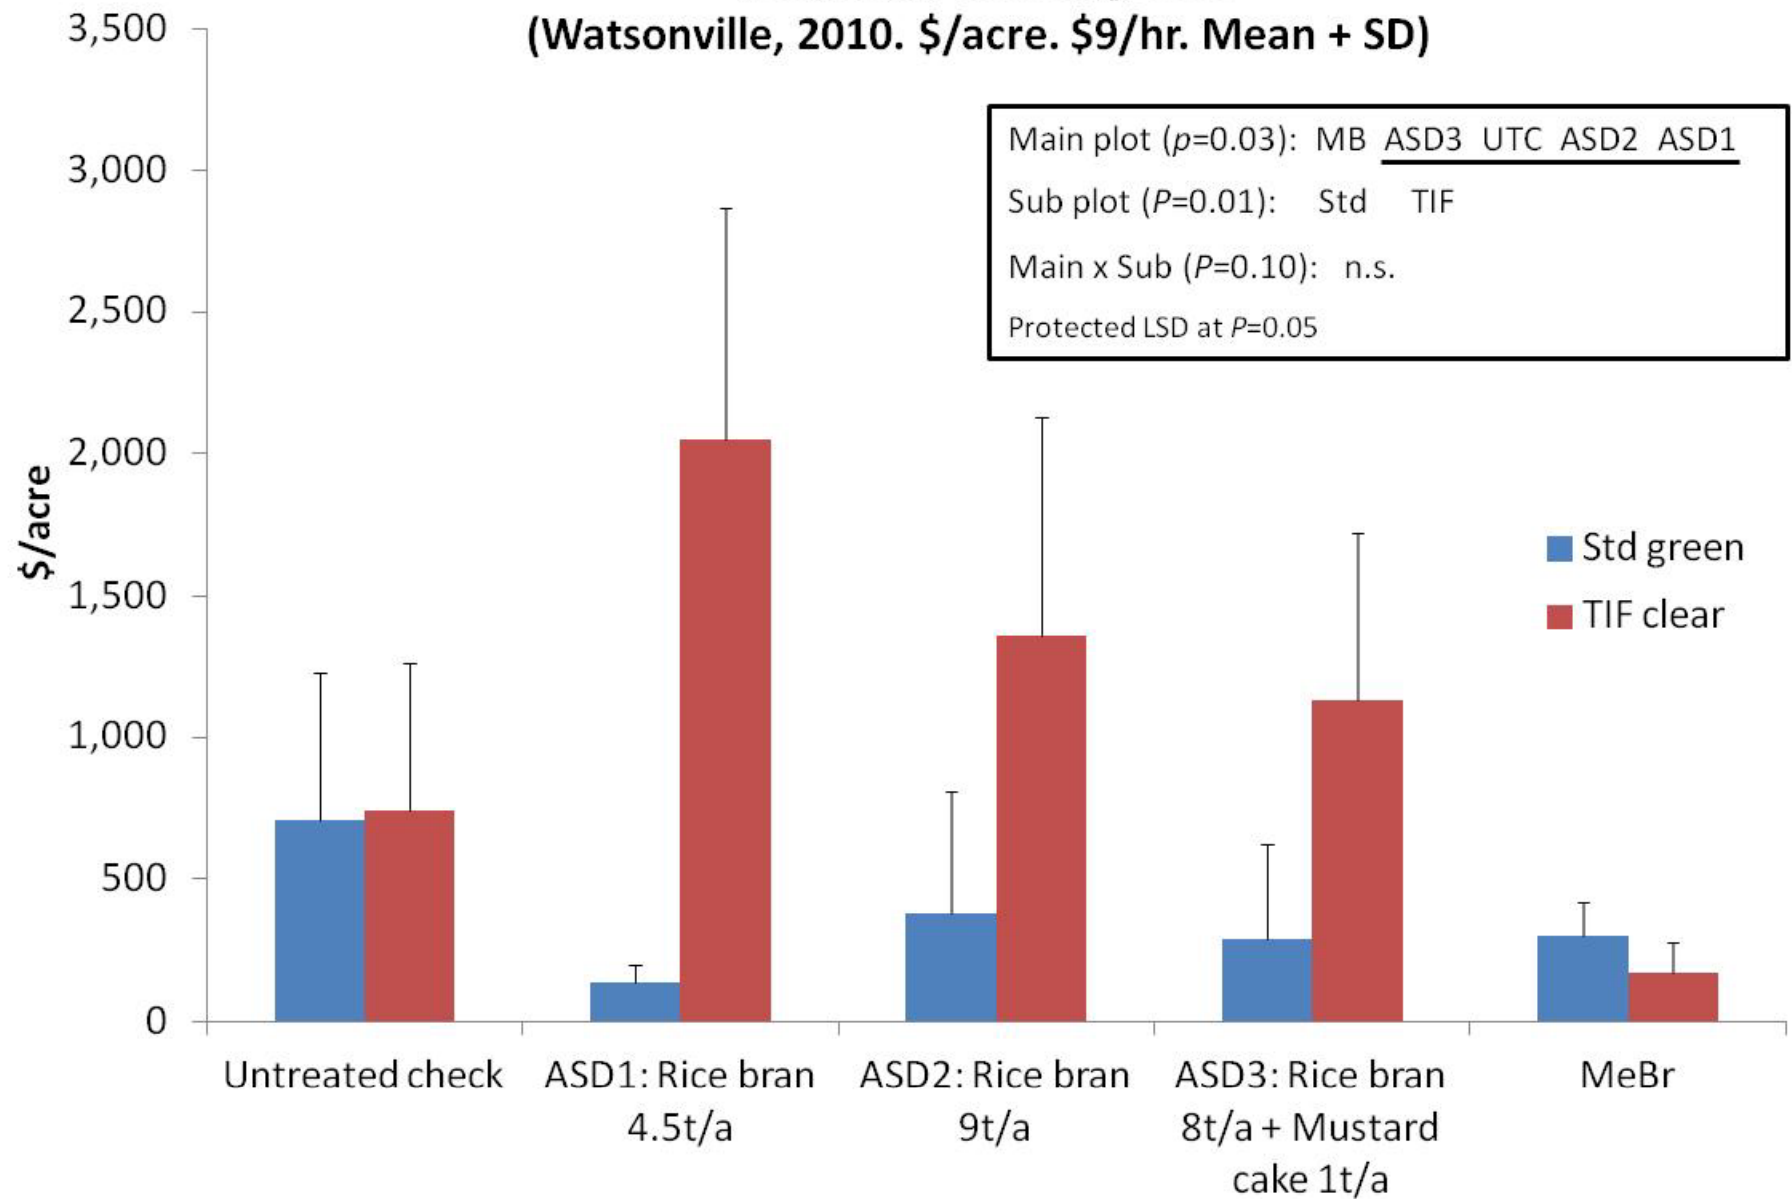 (Watsonville, 2010. $/acre. $9/hr. Mean + SD)
3,500
3,000
2,500
2,000
1,500
1,000
500
0
$/acre
Main plot (p=0.03): MB ASD3 UTC ASD2 ASD1
Sub plot (P=0.01): Std TIF
Main x Sub (P=0.10): n.s.
Protected LSD at P=0.05
Std green
TIF clear
Untreated check
ASD1: Rice bran
4.5t/a
ASD2: Rice bran
9t/a
ASD3: Rice bran
8t/a + Mustard
cake 1t/a
MeBr